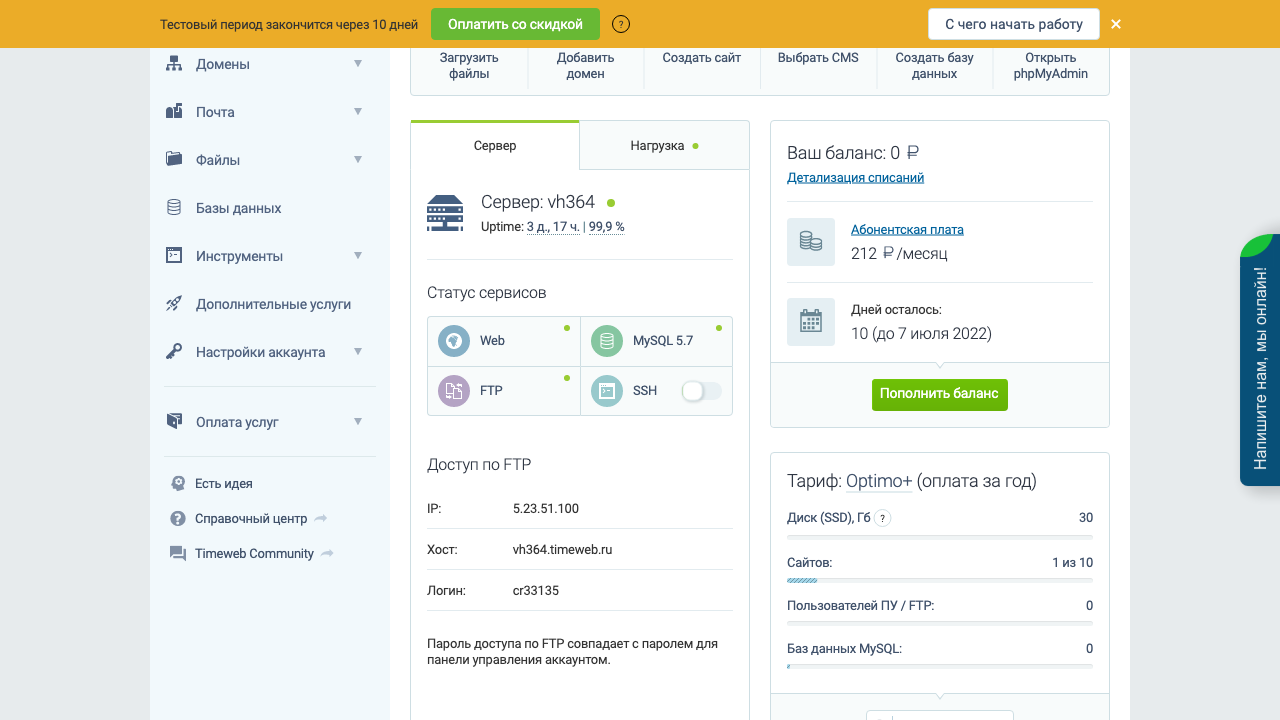 Тестовый период закончится через 10 дней
Оплатить со скидкой
?
С чего начать работу
Домены
Почта
Файлы
Базы данных
Инструменты
Дополнительные услуги
Настройки аккаунта
Оплата услуг
Есть идея
Справочный центр
Timeweb Community
Загрузить
файлы
Добавить
домен
Создать сайт
Выбрать CMS
Создать базу
данных
Открыть
phpMyAdmin
Сервер
Нагрузка
Сервер: vh364
Uptime: 3 д., 17 ч. | 99,9 %
Статус сервисов
Web
MySQL 5.7
FTP
SSH
Доступ по FTP
IP: 5.23.51.100
Хост: vh364.timeweb.ru
Логин: cr33135
Пароль доступа по FTP совпадает с паролем для
панели управления аккаунтом.
Ваш баланс: 0 ₽
Детализация списаний
Абонентская плата
212 ₽/месяц
Дней осталось:
10 (до 7 июля 2022)
Пополнить баланс
Тариф: Optimo+ (оплата за год)
Диск (SSD), Гб ? 30
Сайтов: 1 из 10
Пользователей ПУ / FTP: 0
Баз данных MySQL: 0
Напишите нам, мы онлайн!